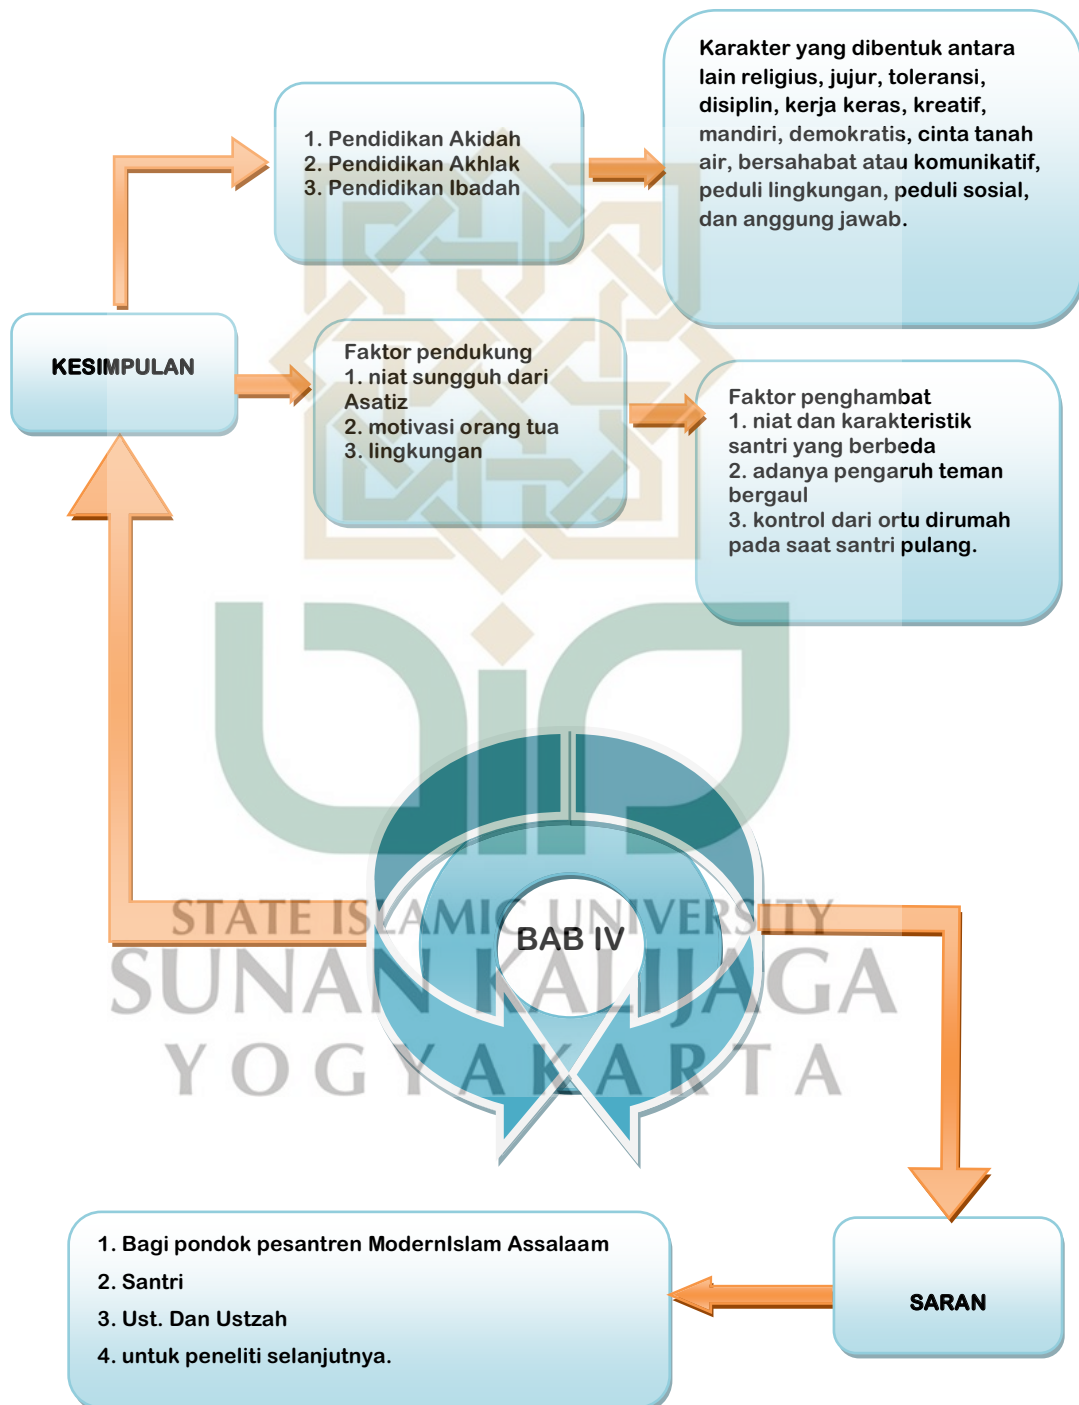 Karakter yang dibentuk antara
lain religius, jujur, toleransi,
disiplin, kerja keras, kreatif,
mandiri, demokratis, cinta tanah
air, bersahabat atau komunikatif,
peduli lingkungan, peduli sosial,
dan anggung jawab.
1. Pendidikan Akidah
2. Pendidikan Akhlak
3. Pendidikan Ibadah
KESIMPULAN
Faktor pendukung
1. niat sungguh dari
Asatiz
2. motivasi orang tua
3. lingkungan
Faktor penghambat
1. niat dan karakteristik
santri yang berbeda
2. adanya pengaruh teman
bergaul
3. kontrol dari ortu dirumah
pada saat santri pulang.
BAB IV
STATE ISLAMIC UNIVERSITY
SUNAN KALIJAGA
YOGYAKARTA
1. Bagi pondok pesantren ModernIslam Assalaam
2. Santri
3. Ust. Dan Ustzah
4. untuk peneliti selanjutnya.
SARAN